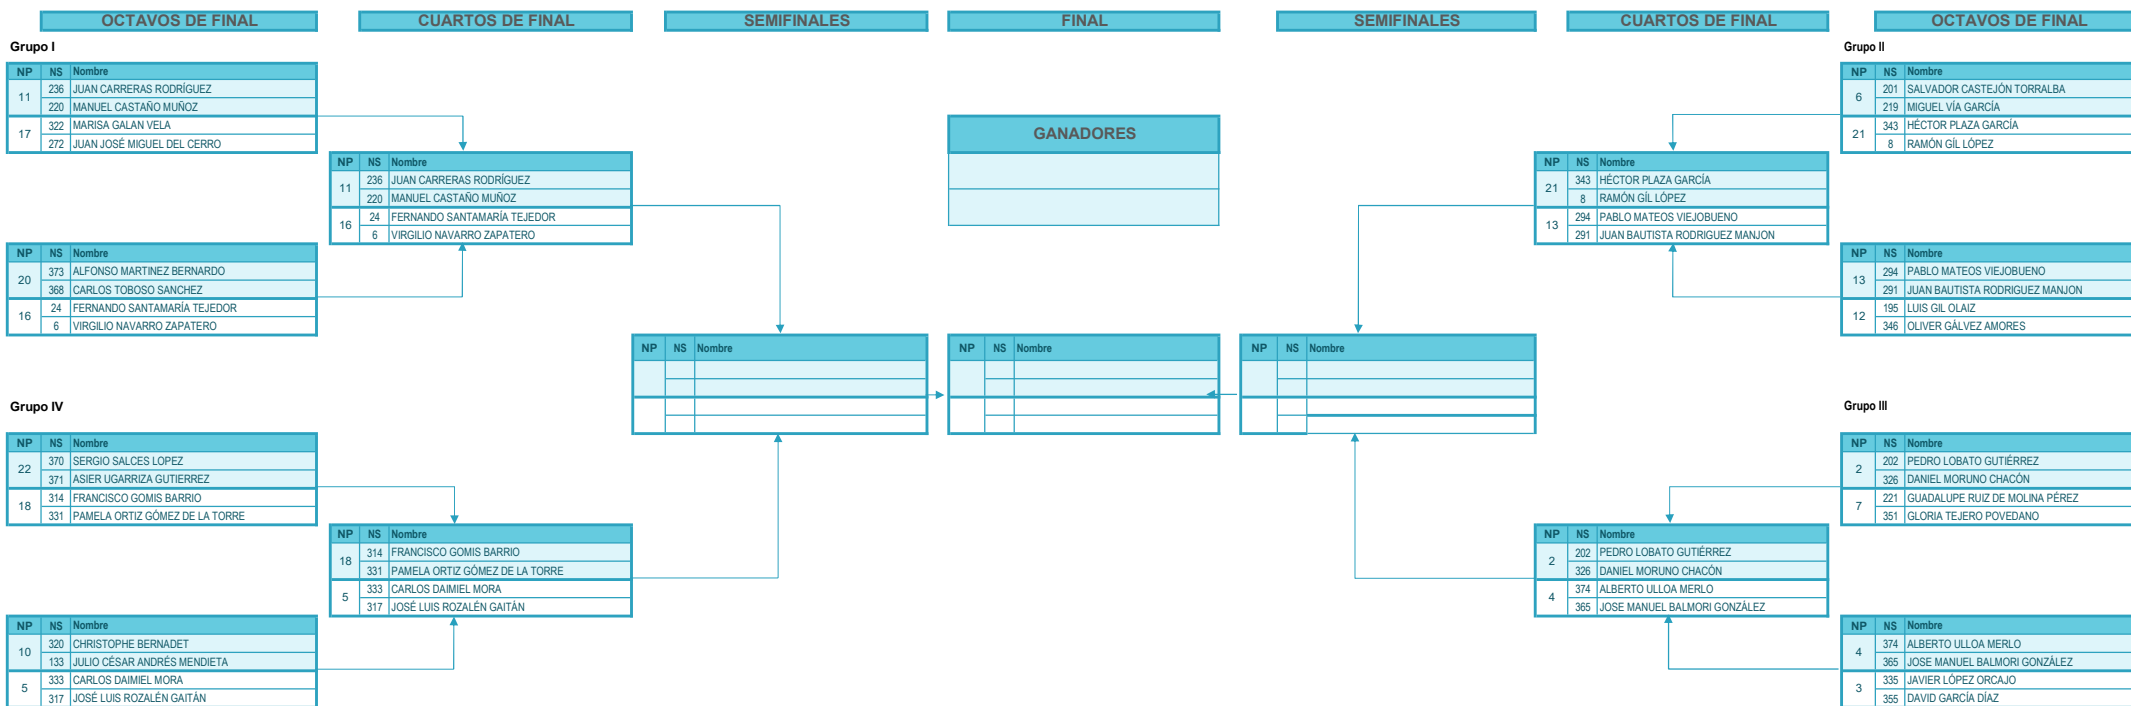 OCTAVOS DE FINAL CUARTOS DE FINAL SEMIFINALES FINAL SEMIFINALES CUARTOS DE FINAL OCTAVOS DE FINAL
Grupo I
NP NS Nombre
11 236 JUAN CARRERAS RODRÍGUEZ
220 MANUEL CASTAÑO MUÑOZ
17 322 MARISA GALAN VELA
272 JUAN JOSÉ MIGUEL DEL CERRO
NP NS Nombre
20 373 ALFONSO MARTINEZ BERNARDO
368 CARLOS TOBOSO SANCHEZ
16 24 FERNANDO SANTAMARÍA TEJEDOR
6 VIRGILIO NAVARRO ZAPATERO
Grupo IV
NP NS Nombre
22 370 SERGIO SALCES LOPEZ
371 ASIER UGARRIZA GUTIERREZ
18 314 FRANCISCO GOMIS BARRIO
331 PAMELA ORTIZ GÓMEZ DE LA TORRE
NP NS Nombre
10 320 CHRISTOPHE BERNADET
133 JULIO CÉSAR ANDRÉS MENDIETA
5 333 CARLOS DAIMIEL MORA
317 JOSÉ LUIS ROZALÉN GAITÁN
NP NS Nombre
11 236 JUAN CARRERAS RODRÍGUEZ
220 MANUEL CASTAÑO MUÑOZ
16 24 FERNANDO SANTAMARÍA TEJEDOR
6 VIRGILIO NAVARRO ZAPATERO
NP NS Nombre
18 314 FRANCISCO GOMIS BARRIO
331 PAMELA ORTIZ GÓMEZ DE LA TORRE
5 333 CARLOS DAIMIEL MORA
317 JOSÉ LUIS ROZALÉN GAITÁN
NP NS Nombre
GANADORES
NP NS Nombre
NP NS Nombre
NP NS Nombre
21 343 HÉCTOR PLAZA GARCÍA
8 RAMÓN GÍL LÓPEZ
13 294 PABLO MATEOS VIEJOBUENO
291 JUAN BAUTISTA RODRIGUEZ MANJON
NP NS Nombre
2 202 PEDRO LOBATO GUTIÉRREZ
326 DANIEL MORUNO CHACÓN
4 374 ALBERTO ULLOA MERLO
365 JOSE MANUEL BALMORI GONZÁLEZ
Grupo II
NP NS Nombre
6 201 SALVADOR CASTEJÓN TORRALBA
219 MIGUEL VÍA GARCÍA
21 343 HÉCTOR PLAZA GARCÍA
8 RAMÓN GÍL LÓPEZ
NP NS Nombre
13 294 PABLO MATEOS VIEJOBUENO
291 JUAN BAUTISTA RODRIGUEZ MANJON
12 195 LUIS GIL OLAIZ
346 OLIVER GÁLVEZ AMORES
Grupo III
NP NS Nombre
2 202 PEDRO LOBATO GUTIÉRREZ
326 DANIEL MORUNO CHACÓN
7 221 GUADALUPE RUIZ DE MOLINA PÉREZ
351 GLORIA TEJERO POVEDANO
NP NS Nombre
4 374 ALBERTO ULLOA MERLO
365 JOSE MANUEL BALMORI GONZÁLEZ
3 335 JAVIER LÓPEZ ORCAJO
355 DAVID GARCÍA DÍAZ